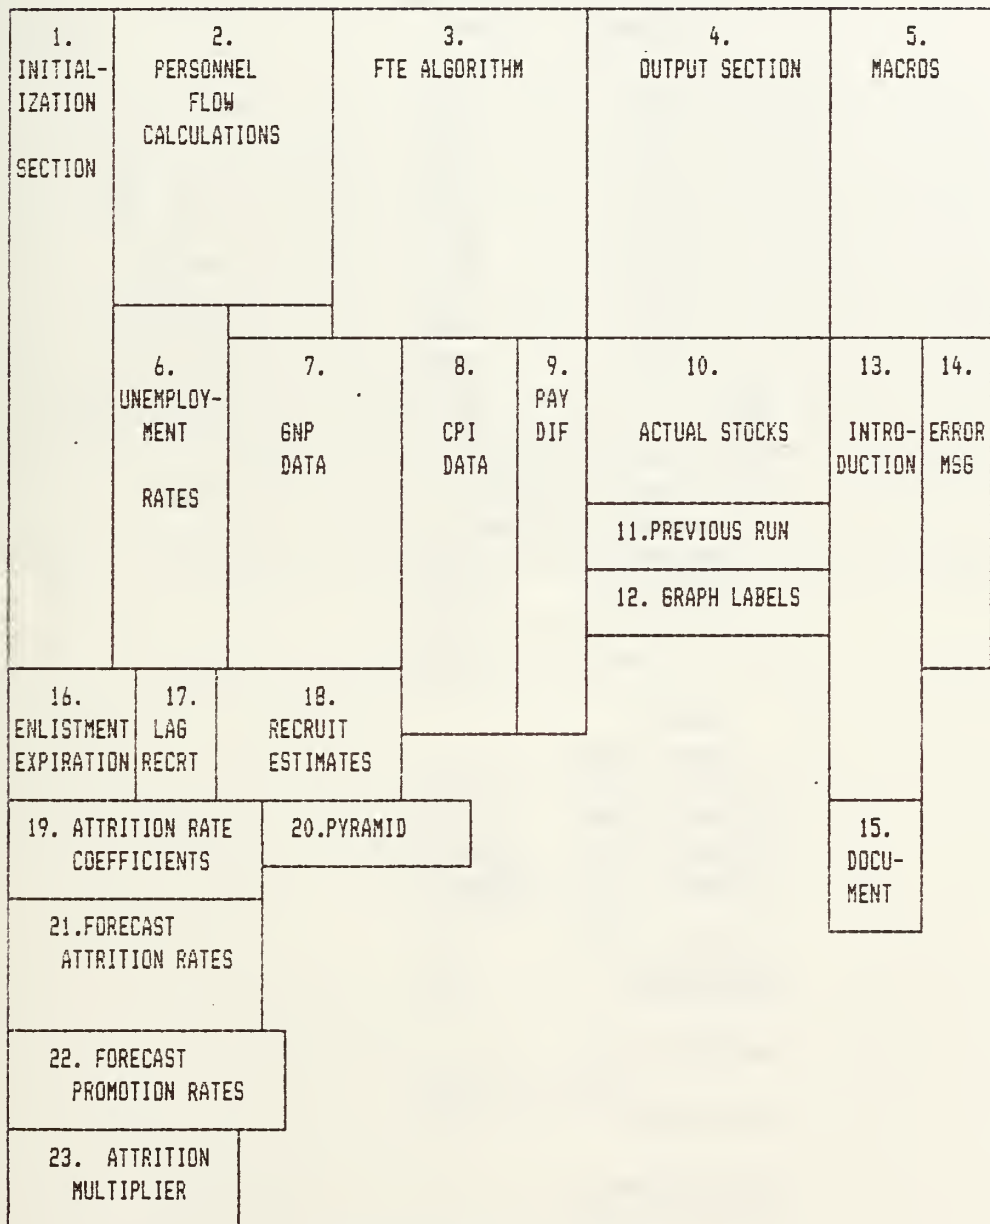 1.
INITIAL-
IZATION
SECTION
2.
PERSONNEL
FLOW
CALCULATIONS
3.
FTE ALGORITHM
4.
OUTPUT SECTION
5.
MACROS
6.
UNEMPLOY-
MENT
RATES
7.
GNP
DATA
8.
CPI
DATA
9.
PAY
DIF
10.
ACTUAL STOCKS
11.PREVIOUS RUN
12. GRAPH LABELS
13.
INTRO-
DUCTION
14.
ERROR
MSG
16.
ENLISTMENT
EXPIRATION
17.
LAG
RECRT
18.
RECRUIT
ESTIMATES
19. ATTRITION RATE
COEFFICIENTS
20.PYRAMID
15.
DOCU-
MENT
21.FORECAST
ATTRITION RATES
22. FORECAST
PROMOTION RATES
23. ATTRITION
MULTIPLIER